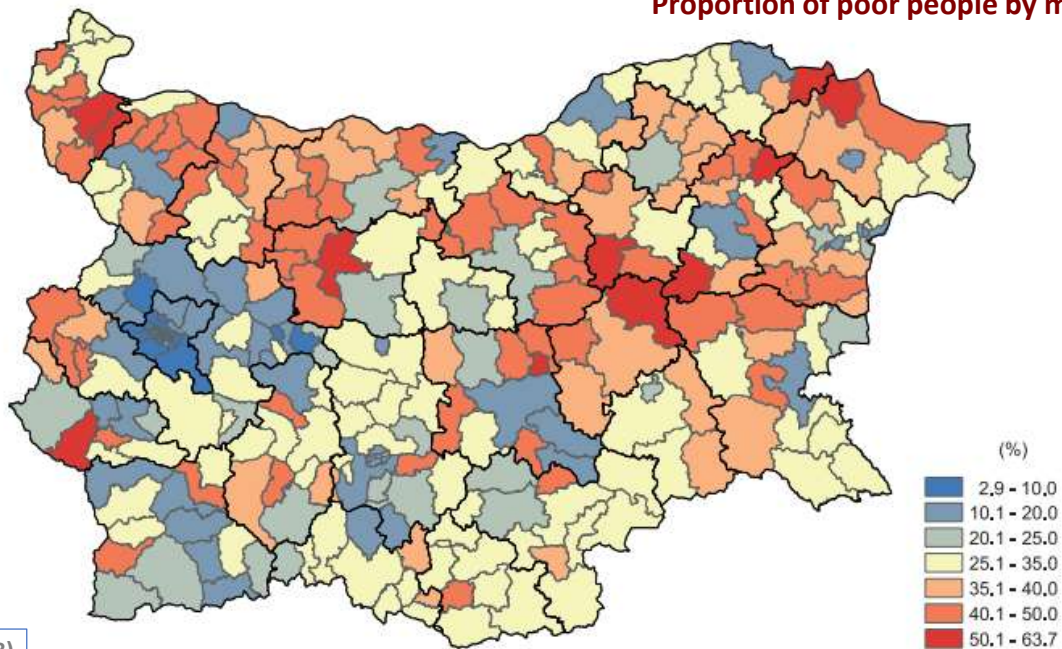 Proportion of poor people by m
(%)
2.9 - 10.0
10.1 - 20.0
20.1 - 25.0
25.1 - 35.0
35.1 - 40.0
40.1 - 50.0
50.1 - 63.7